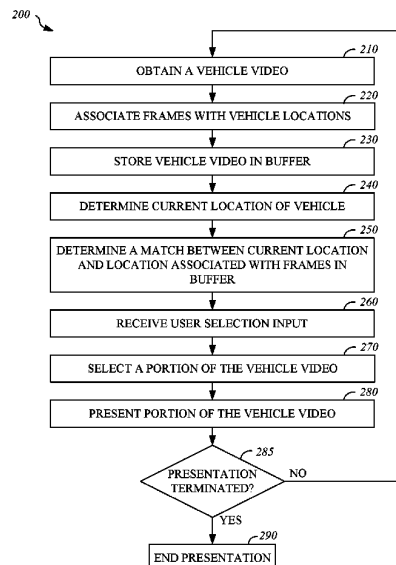 200
210
OBTAIN A VEHICLE VIDEO
220
ASSOCIATE FRAMES WITH VEHICLE LOCATIONS
230
STORE VEHICLE VIDEO IN BUFFER
240
DETERMINE CURRENT LOCATION OF VEHICLE
250
DETERMINE A MATCH BETWEEN CURRENT LOCATION
AND LOCATION ASSOCIATED WITH FRAMES IN
BUFFER
260
RECEIVE USER SELECTION INPUT
270
SELECT A PORTION OF THE VEHICLE VIDEO
280
PRESENT PORTION OF THE VEHICLE VIDEO
285
PRESENTATION
TERMINATED?
NO
YES
290
END PRESENTATION